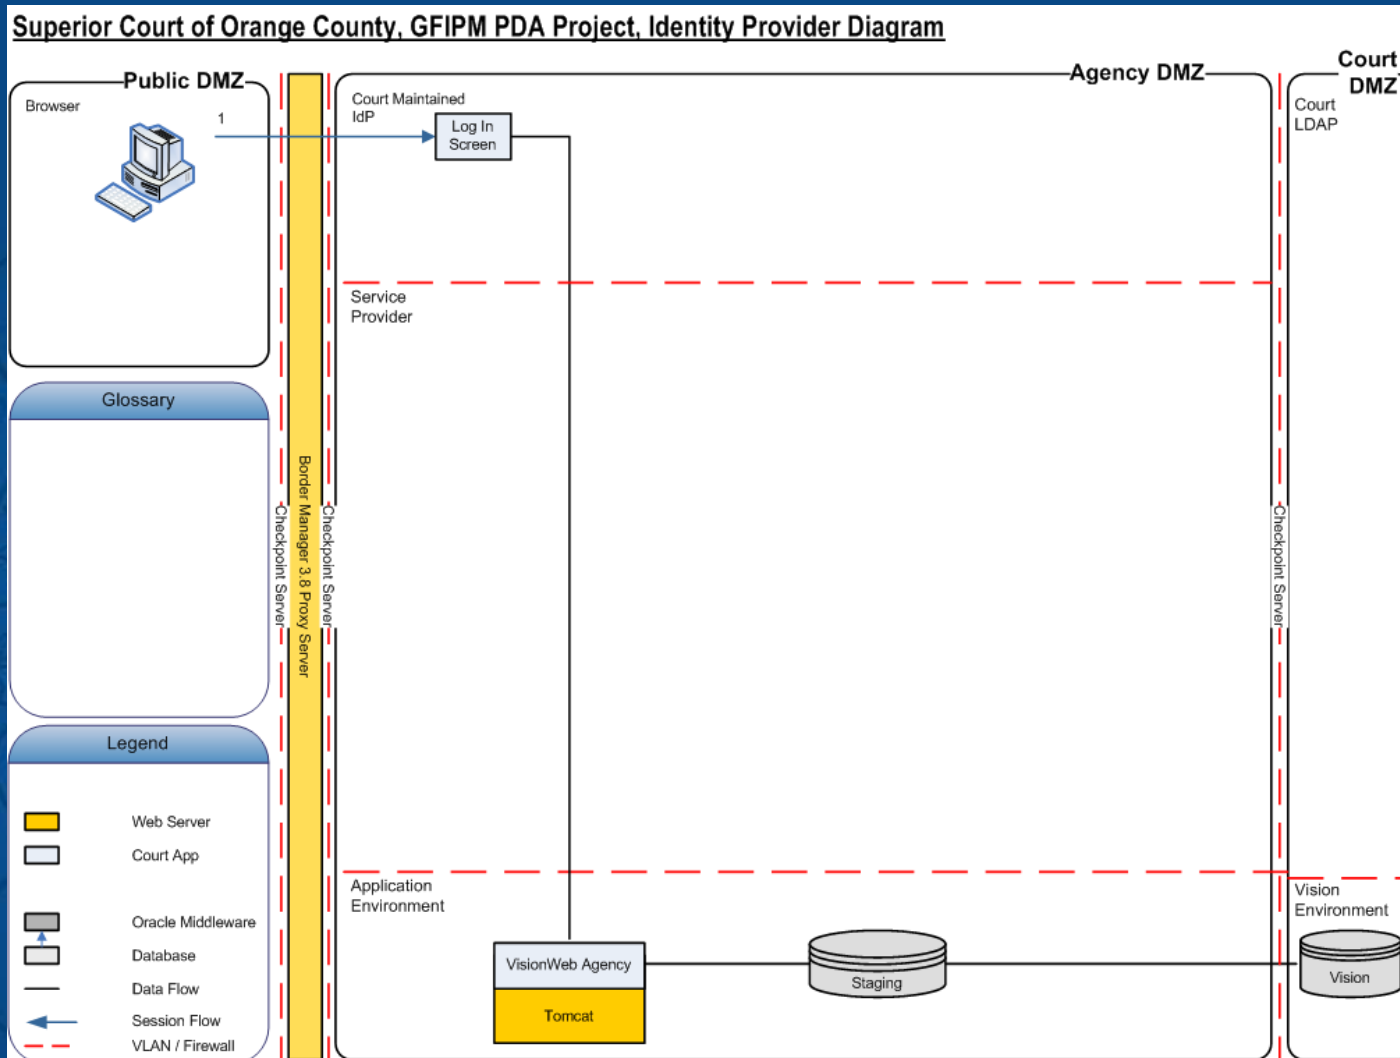 Superior Court of Orange County, GFIPM PDA Project, Identity Provider Diagram
Public DMZ
Browser
1
Agency DMZ
Court Maintained
IdP
Log In
Screen
Court
DMZ
Court
LDAP
Service
Provider
Glossary
Checkpoint Server
Border Manager 3.8 Proxy Server
Checkpoint Server
Checkpoint Server
Legend
Web Server
Court App
Oracle Middleware
Database
Data Flow
Session Flow
VLAN / Firewall
Application
Environment
VisionWeb Agency
Tomcat
Staging
Vision
Environment
Vision